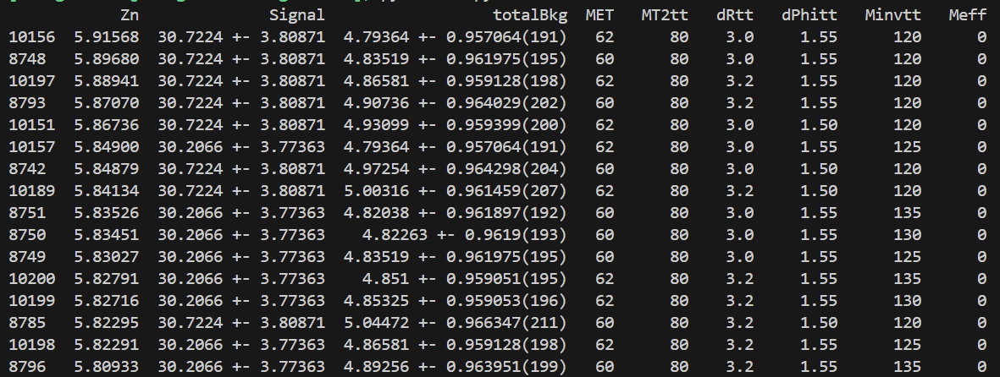 Zn Signal totalBkg MET MT2tt dRtt dPhitt Minvtt Meff
10156 5.91568 30.7224 +- 3.80871 4.79364 +- 0.957064(191) 62 80 3.0 1.55 120 0
8748 5.89680 30.7224 +- 3.80871 4.83519 +- 0.961975(195) 60 80 3.0 1.55 120 0
10197 5.88941 30.7224 +- 3.80871 4.86581 +- 0.959128(198) 62 80 3.2 1.55 120 0
8793 5.87070 30.7224 +- 3.80871 4.90736 +- 0.964029(202) 60 80 3.2 1.55 120 0
10151 5.86736 30.7224 +- 3.80871 4.93099 +- 0.959399(200) 62 80 3.0 1.50 120 0
10157 5.84900 30.2066 +- 3.77363 4.79364 +- 0.957064(191) 62 80 3.0 1.55 125 0
8742 5.84879 30.7224 +- 3.80871 4.97254 +- 0.964298(204) 60 80 3.0 1.50 120 0
10189 5.84134 30.7224 +- 3.80871 5.00316 +- 0.961459(207) 62 80 3.2 1.50 120 0
8751 5.83526 30.2066 +- 3.77363 4.82038 +- 0.961897(192) 60 80 3.0 1.55 135 0
8750 5.83451 30.2066 +- 3.77363 4.82263 +- 0.9619(193) 60 80 3.0 1.55 130 0
8749 5.83027 30.2066 +- 3.77363 4.83519 +- 0.961975(195) 60 80 3.0 1.55 125 0
10200 5.82791 30.2066 +- 3.77363 4.851 +- 0.959051(195) 62 80 3.2 1.55 135 0
10199 5.82716 30.2066 +- 3.77363 4.85325 +- 0.959053(196) 62 80 3.2 1.55 130 0
8785 5.82295 30.7224 +- 3.80871 5.04472 +- 0.966347(211) 60 80 3.2 1.50 120 0
10198 5.82291 30.2066 +- 3.77363 4.86581 +- 0.959128(198) 62 80 3.2 1.55 125 0
8796 5.80933 30.2066 +- 3.77363 4.89256 +- 0.963951(199) 60 80 3.2 1.55 135 0